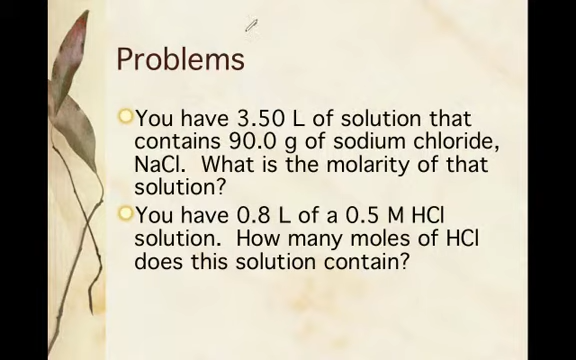 Problems
You have 3.50 L of solution that
contains 90.0 g of sodium chloride,
NaCl. What is the molarity of that
solution?
You have 0.8 L of a 0.5 M HCl
solution. How many moles of HCl
does this solution contain?